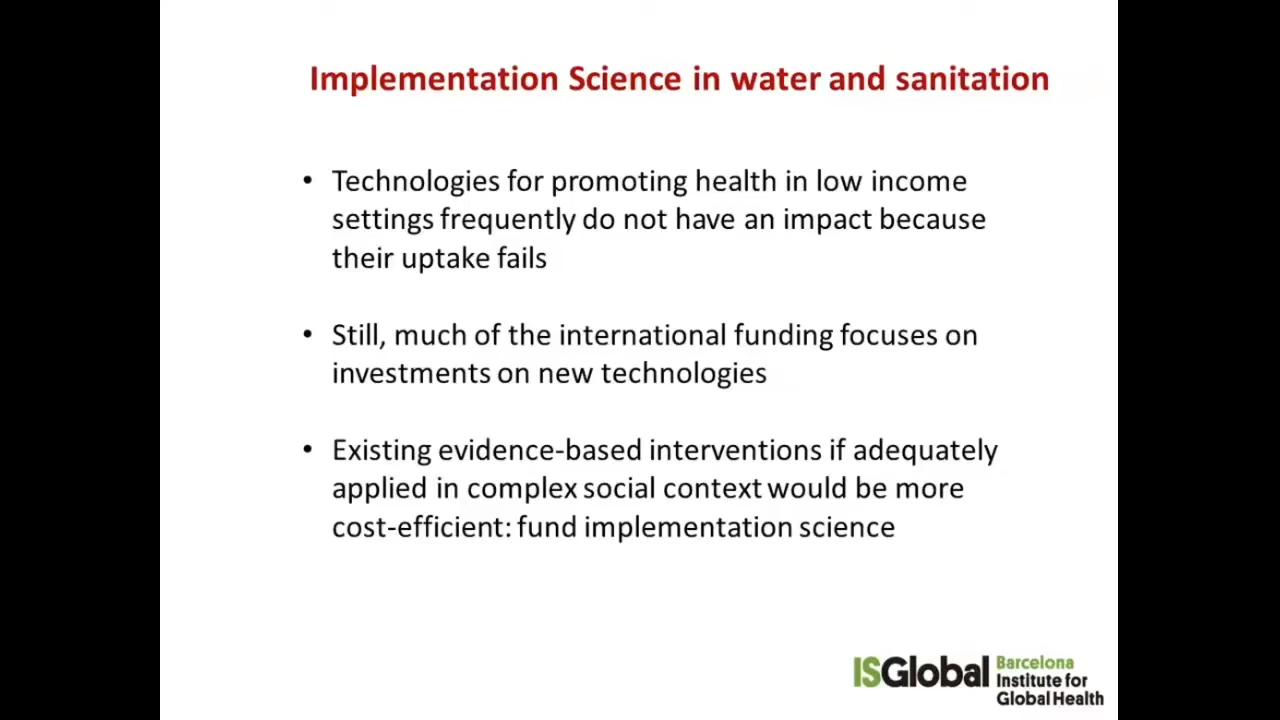 Implementation Science in water and sanitation
• Technologies for promoting health in low income
settings frequently do not have an impact because
their uptake fails
• Still, much of the international funding focuses on
investments on new technologies
• Existing evidence-based interventions if adequately
applied in complex social context would be more
cost-efficient: fund implementation science
ISGlobal Barcelona
Institute for
Global Health